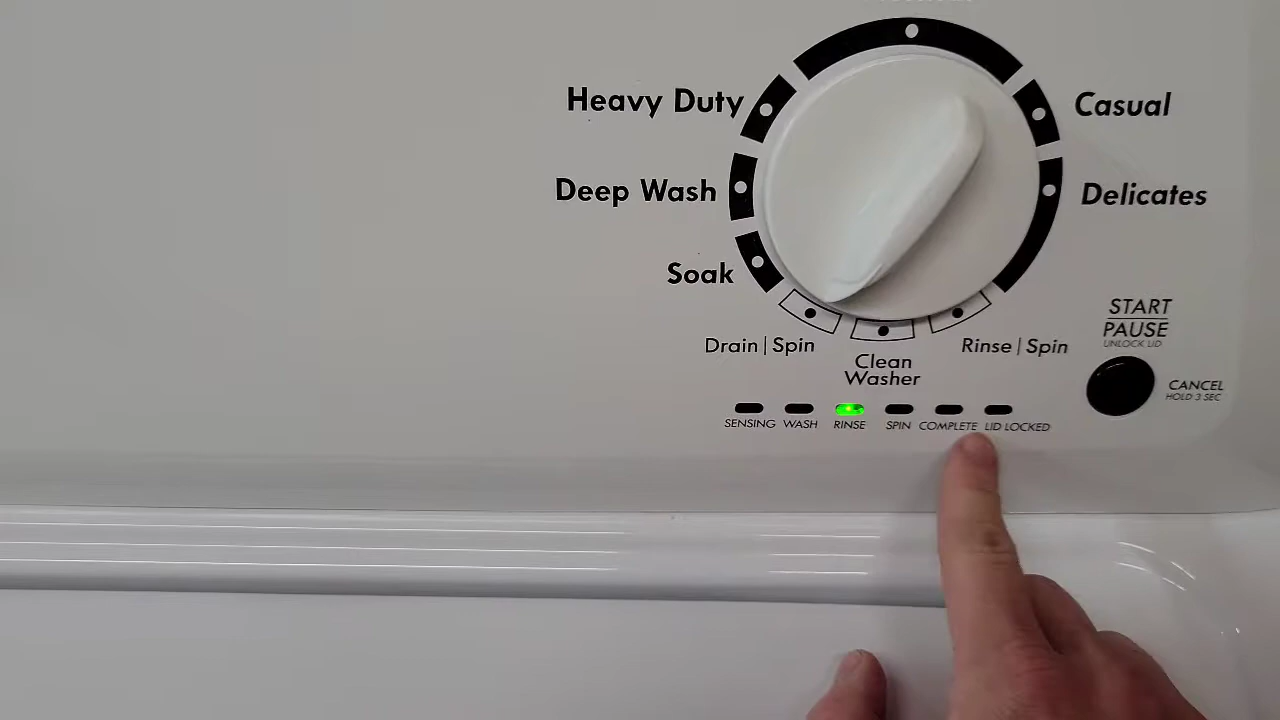 Heavy Duty
Casual
Deep Wash
Delicates
Soak
START
PAUSE
UNLOCK LID
Drain | Spin
Rinse | Spin
Clean
Washer
CANCEL
HOLD 3 SEC
SENSING WASH RINSE SPIN COMPLETE LID LOCKED